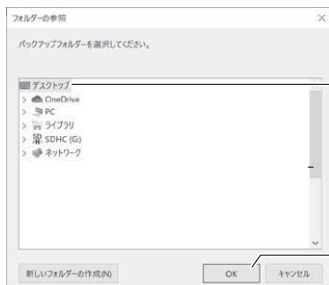 フォルダーの参照
バックアップフォルダーを選択してください。
デスクトップ
OneDrive
PC
ライブラリ
SDHC (G:)
ネットワーク
新しいフォルダーの作成(N)
OK
キャンセル